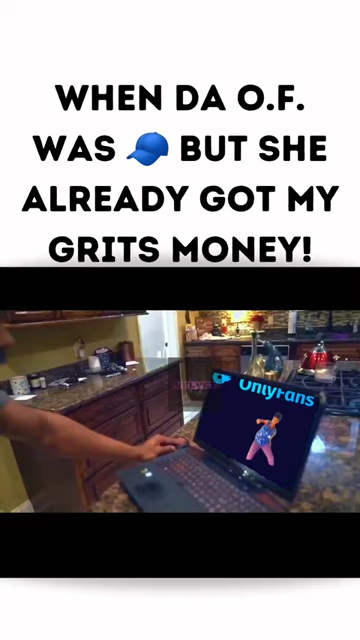 WHEN DA O.F.
WAS 🧢 BUT SHE
ALREADY GOT MY
GRITS MONEY!
OnlyFans